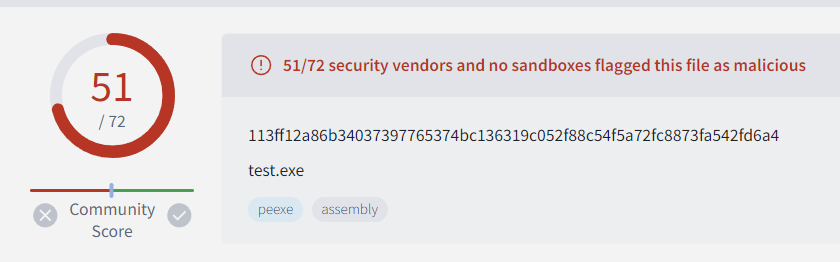 51
/ 72
Community
Score
51/72 security vendors and no sandboxes flagged this file as malicious
113ff12a86b34037397765374bc136319c052f88c54f5a72fc8873fa542fd6a4
test.exe
peexe assembly